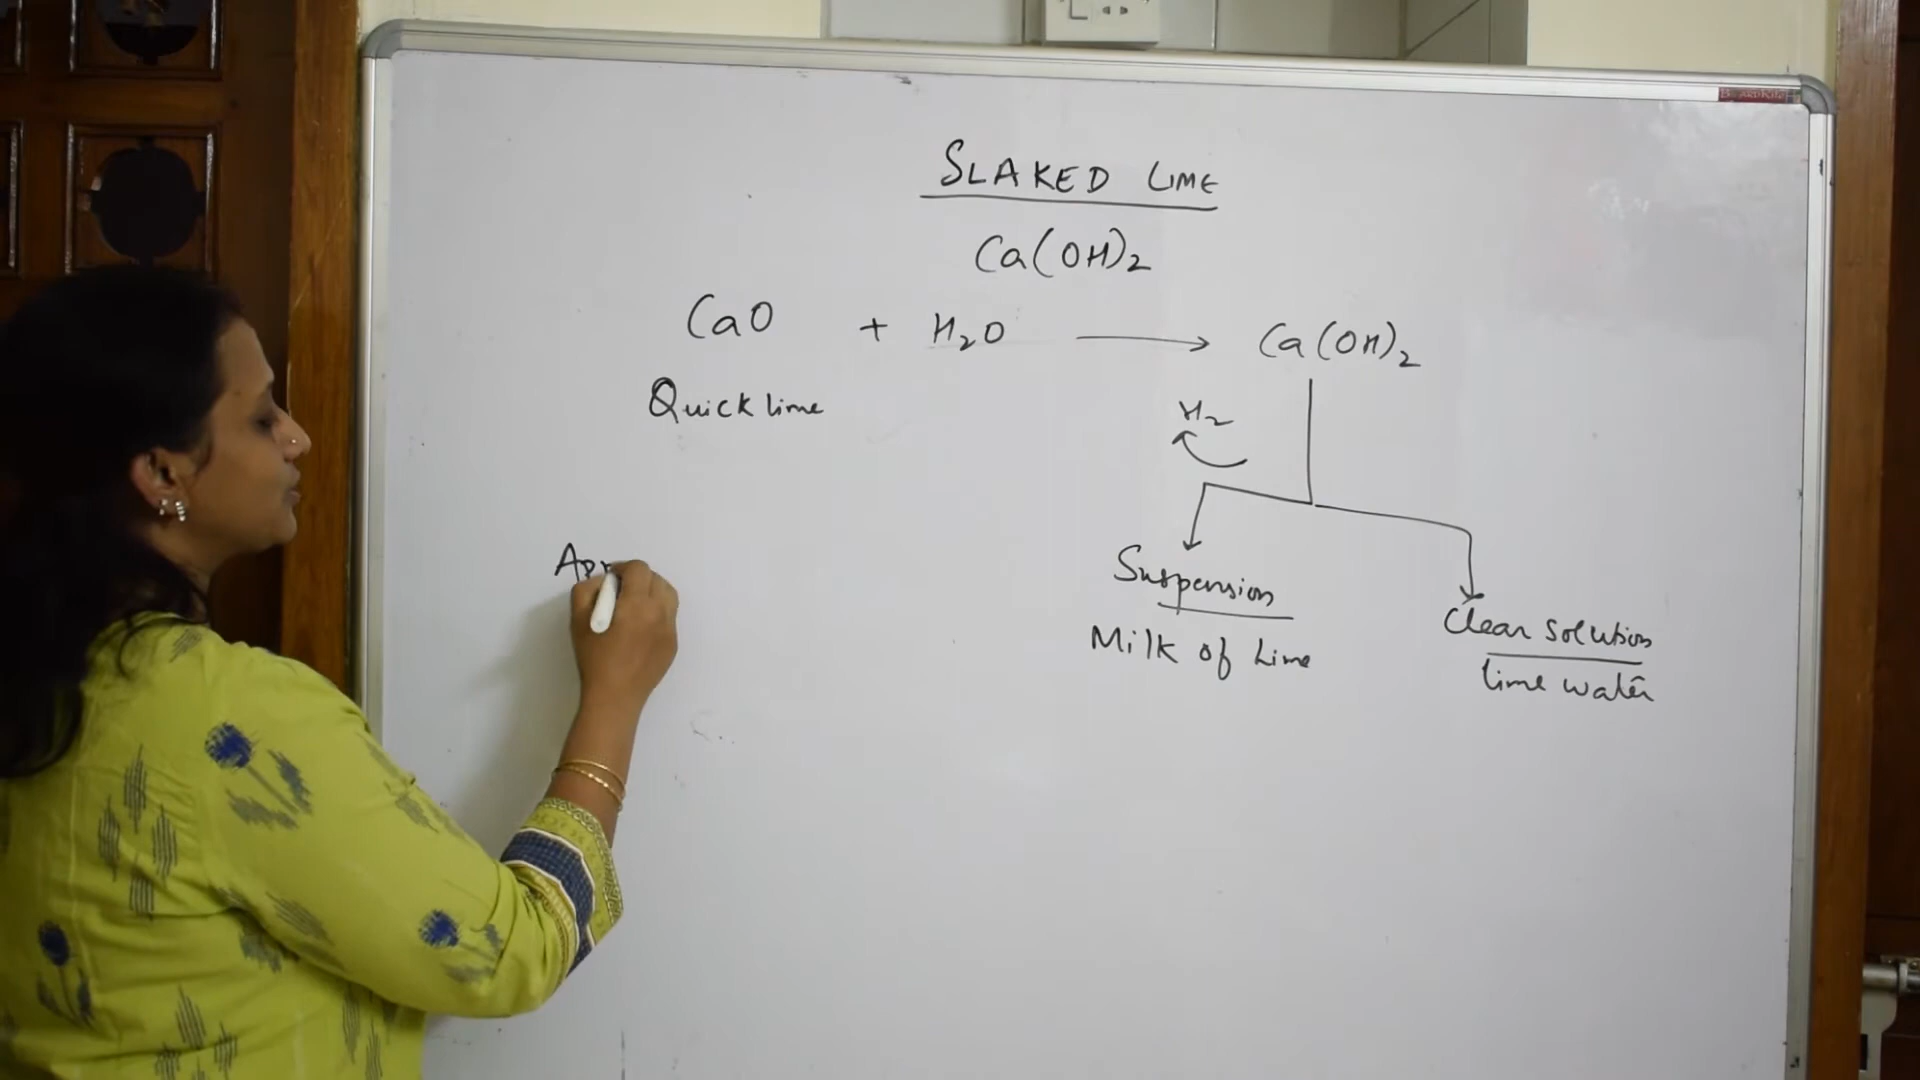 SLAKED LIME
Ca(OH)2
CaO + H2O → Ca(OH)2
Quick lime
H2
Suspension
Milk of Lime
Clear solution
lime water